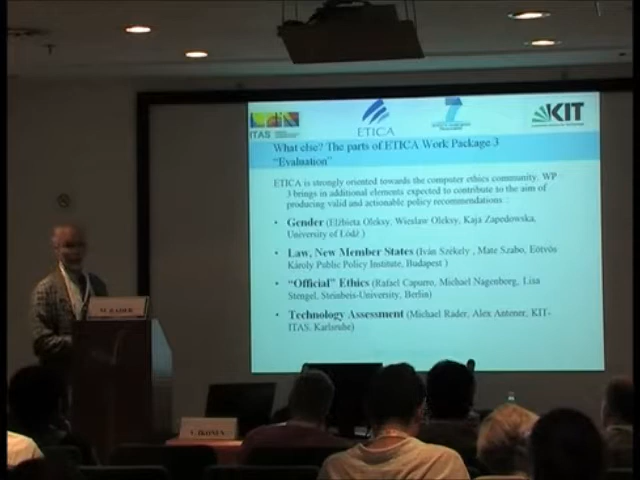 ITAS
ETICA
7
KIT
What else? The parts of ETICA Work Package 3
"Evaluation"
ETICA is strongly oriented towards the computer ethics community. WP
3 brings in additional elements expected to contribute to the aim of
producing valid and actionable policy recommendations :
• Gender (Elżbieta Oleksy, Wiesław Oleksy, Kaja Zapędowska,
University of Łódź )
• Law, New Member States (Iván Székely , Mate Szabo, Eötvös
Károly Public Policy Institute, Budapest )
• "Official" Ethics (Rafael Capurro, Michael Nagenborg, Lisa
Stengel, Steinbeis-University, Berlin)
• Technology Assessment (Michael Rader, Alex Antener, KIT-
ITAS, Karlsruhe)
M. RADER
V. IKONEN